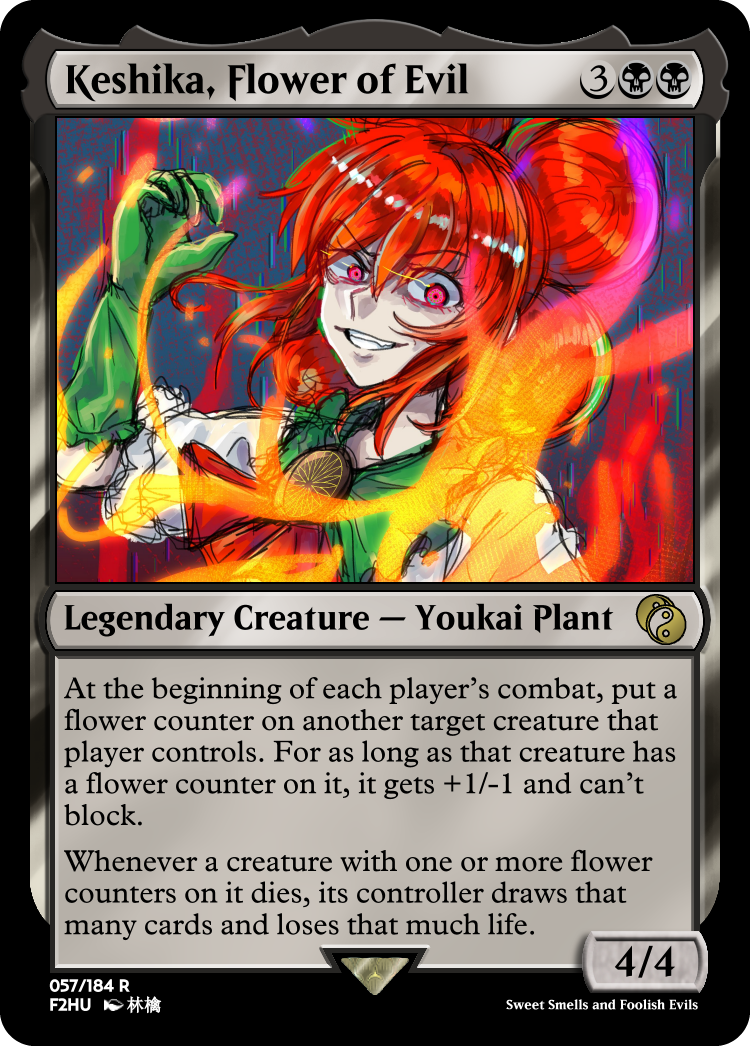 Keshika, Flower of Evil 3
Legendary Creature — Youkai Plant
At the beginning of each player's combat, put a
flower counter on another target creature that
player controls. For as long as that creature has
a flower counter on it, it gets +1/-1 and can't
block.
Whenever a creature with one or more flower
counters on it dies, its controller draws that
many cards and loses that much life.
4/4
057/184 R
F2HU 林檎
Sweet Smells and Foolish Evils